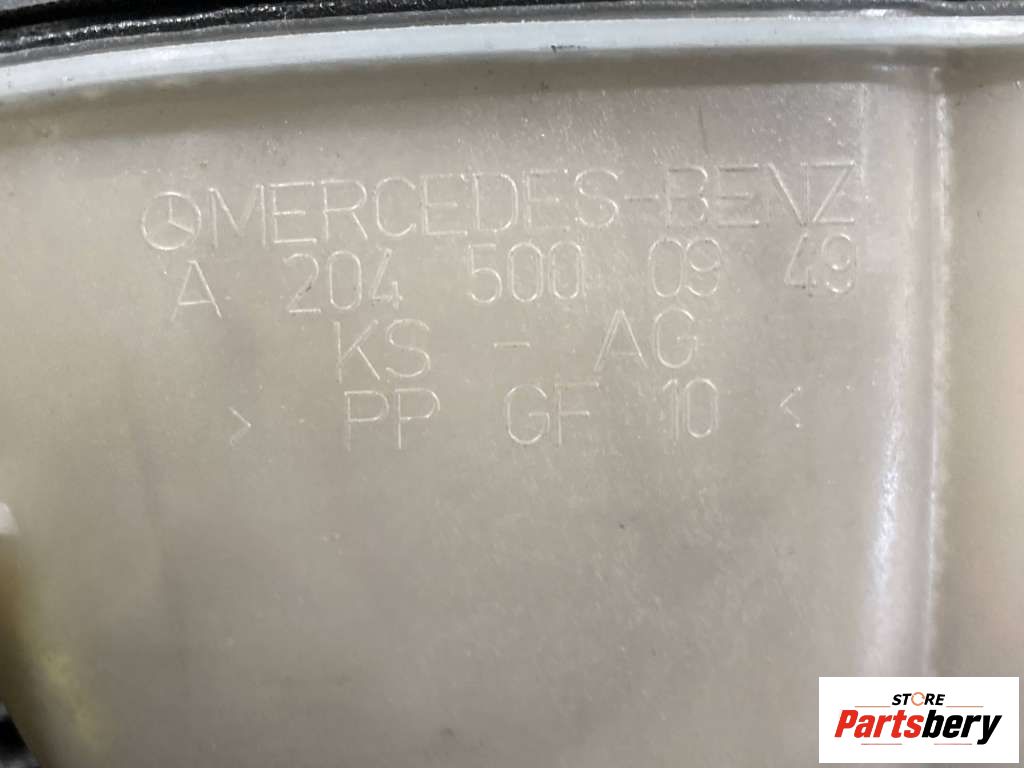 MERCEDES-BENZ
A 204 500 09 49
KS - AG
> PP GF 10 <
STORE
Partsbery